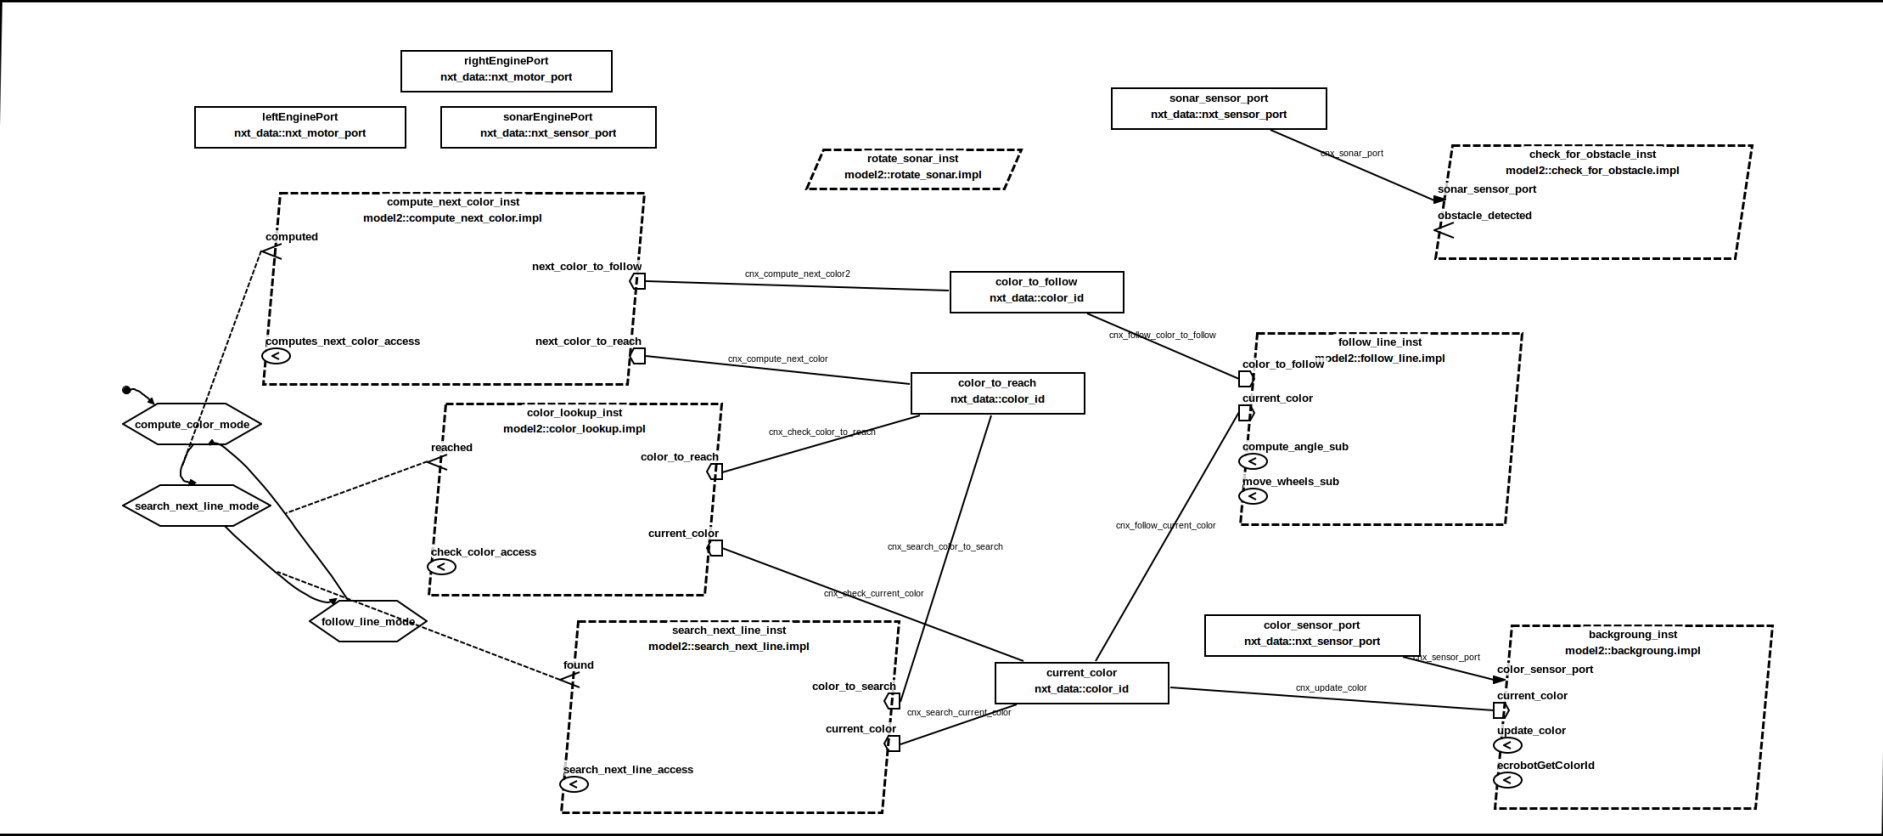 rightEnginePort
nxt_data::nxt_motor_port
leftEnginePort
nxt_data::nxt_motor_port
sonarEnginePort
nxt_data::nxt_sensor_port
sonar_sensor_port
nxt_data::nxt_sensor_port
cnx_sonar_port
rotate_sonar_inst
model2::rotate_sonar.impl
check_for_obstacle_inst
model2::check_for_obstacle.impl
sonar_sensor_port
obstacle_detected
compute_next_color_inst
model2::compute_next_color.impl
computed
next_color_to_follow
computes_next_color_access
next_color_to_reach
cnx_compute_next_color2
color_to_follow
nxt_data::color_id
cnx_follow_color_to_follow
cnx_compute_next_color
color_to_reach
nxt_data::color_id
follow_line_inst
model2::follow_line.impl
color_to_follow
current_color
compute_angle_sub
move_wheels_sub
compute_color_mode
search_next_line_mode
follow_line_mode
color_lookup_inst
model2::color_lookup.impl
reached
color_to_reach
current_color
check_color_access
cnx_check_color_to_reach
cnx_search_color_to_search
cnx_follow_current_color
cnx_check_current_color
search_next_line_inst
model2::search_next_line.impl
found
color_to_search
current_color
search_next_line_access
current_color
nxt_data::color_id
cnx_search_current_color
color_sensor_port
nxt_data::nxt_sensor_port
cnx_sensor_port
cnx_update_color
backgroung_inst
model2::backgroung.impl
color_sensor_port
current_color
update_color
ecrobotGetColorId